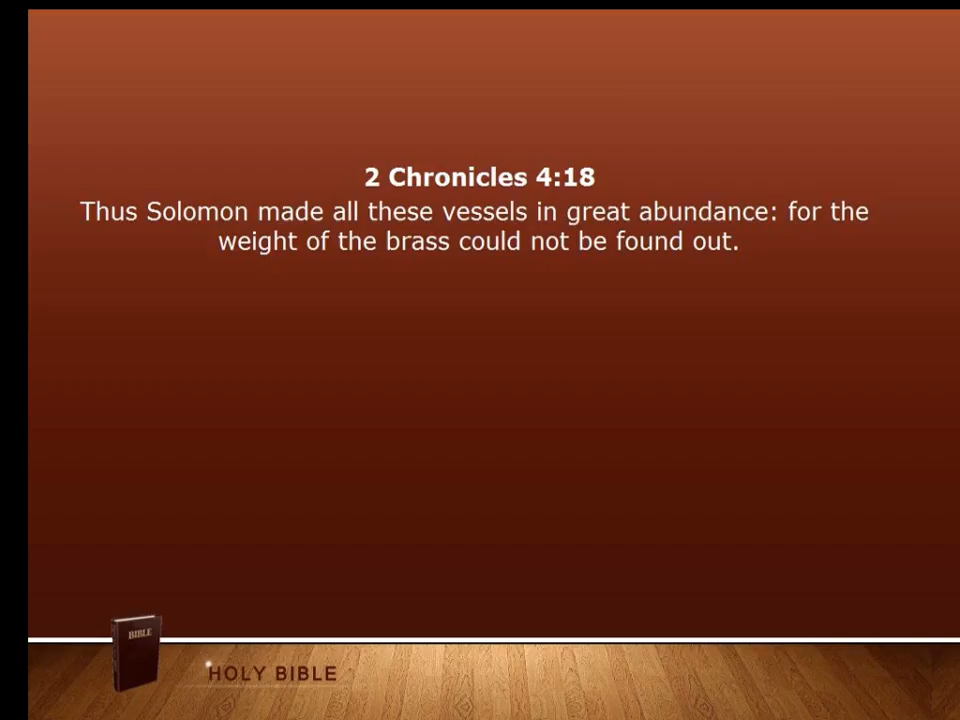 2 Chronicles 4:18
Thus Solomon made all these vessels in great abundance: for the
weight of the brass could not be found out.
BIBLE
HOLY BIBLE